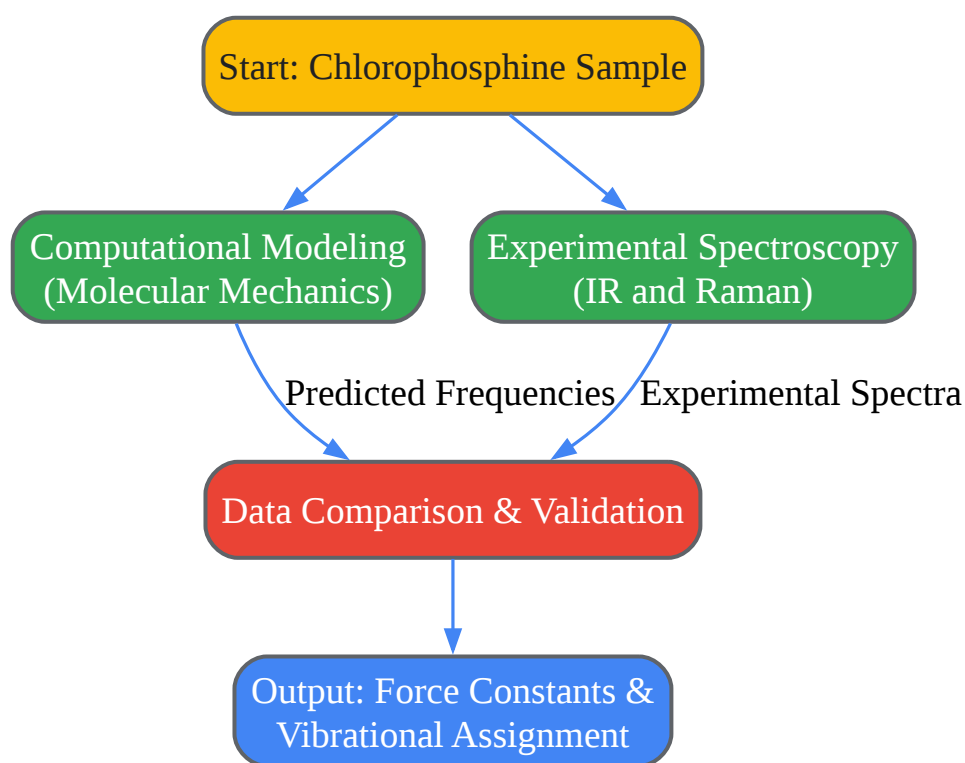 Start: Chlorophosphine Sample
Computational Modeling
(Molecular Mechanics)
Experimental Spectroscopy
(IR and Raman)
Predicted Frequencies
Experimental Spectra
Data Comparison & Validation
Output: Force Constants &
Vibrational Assignment